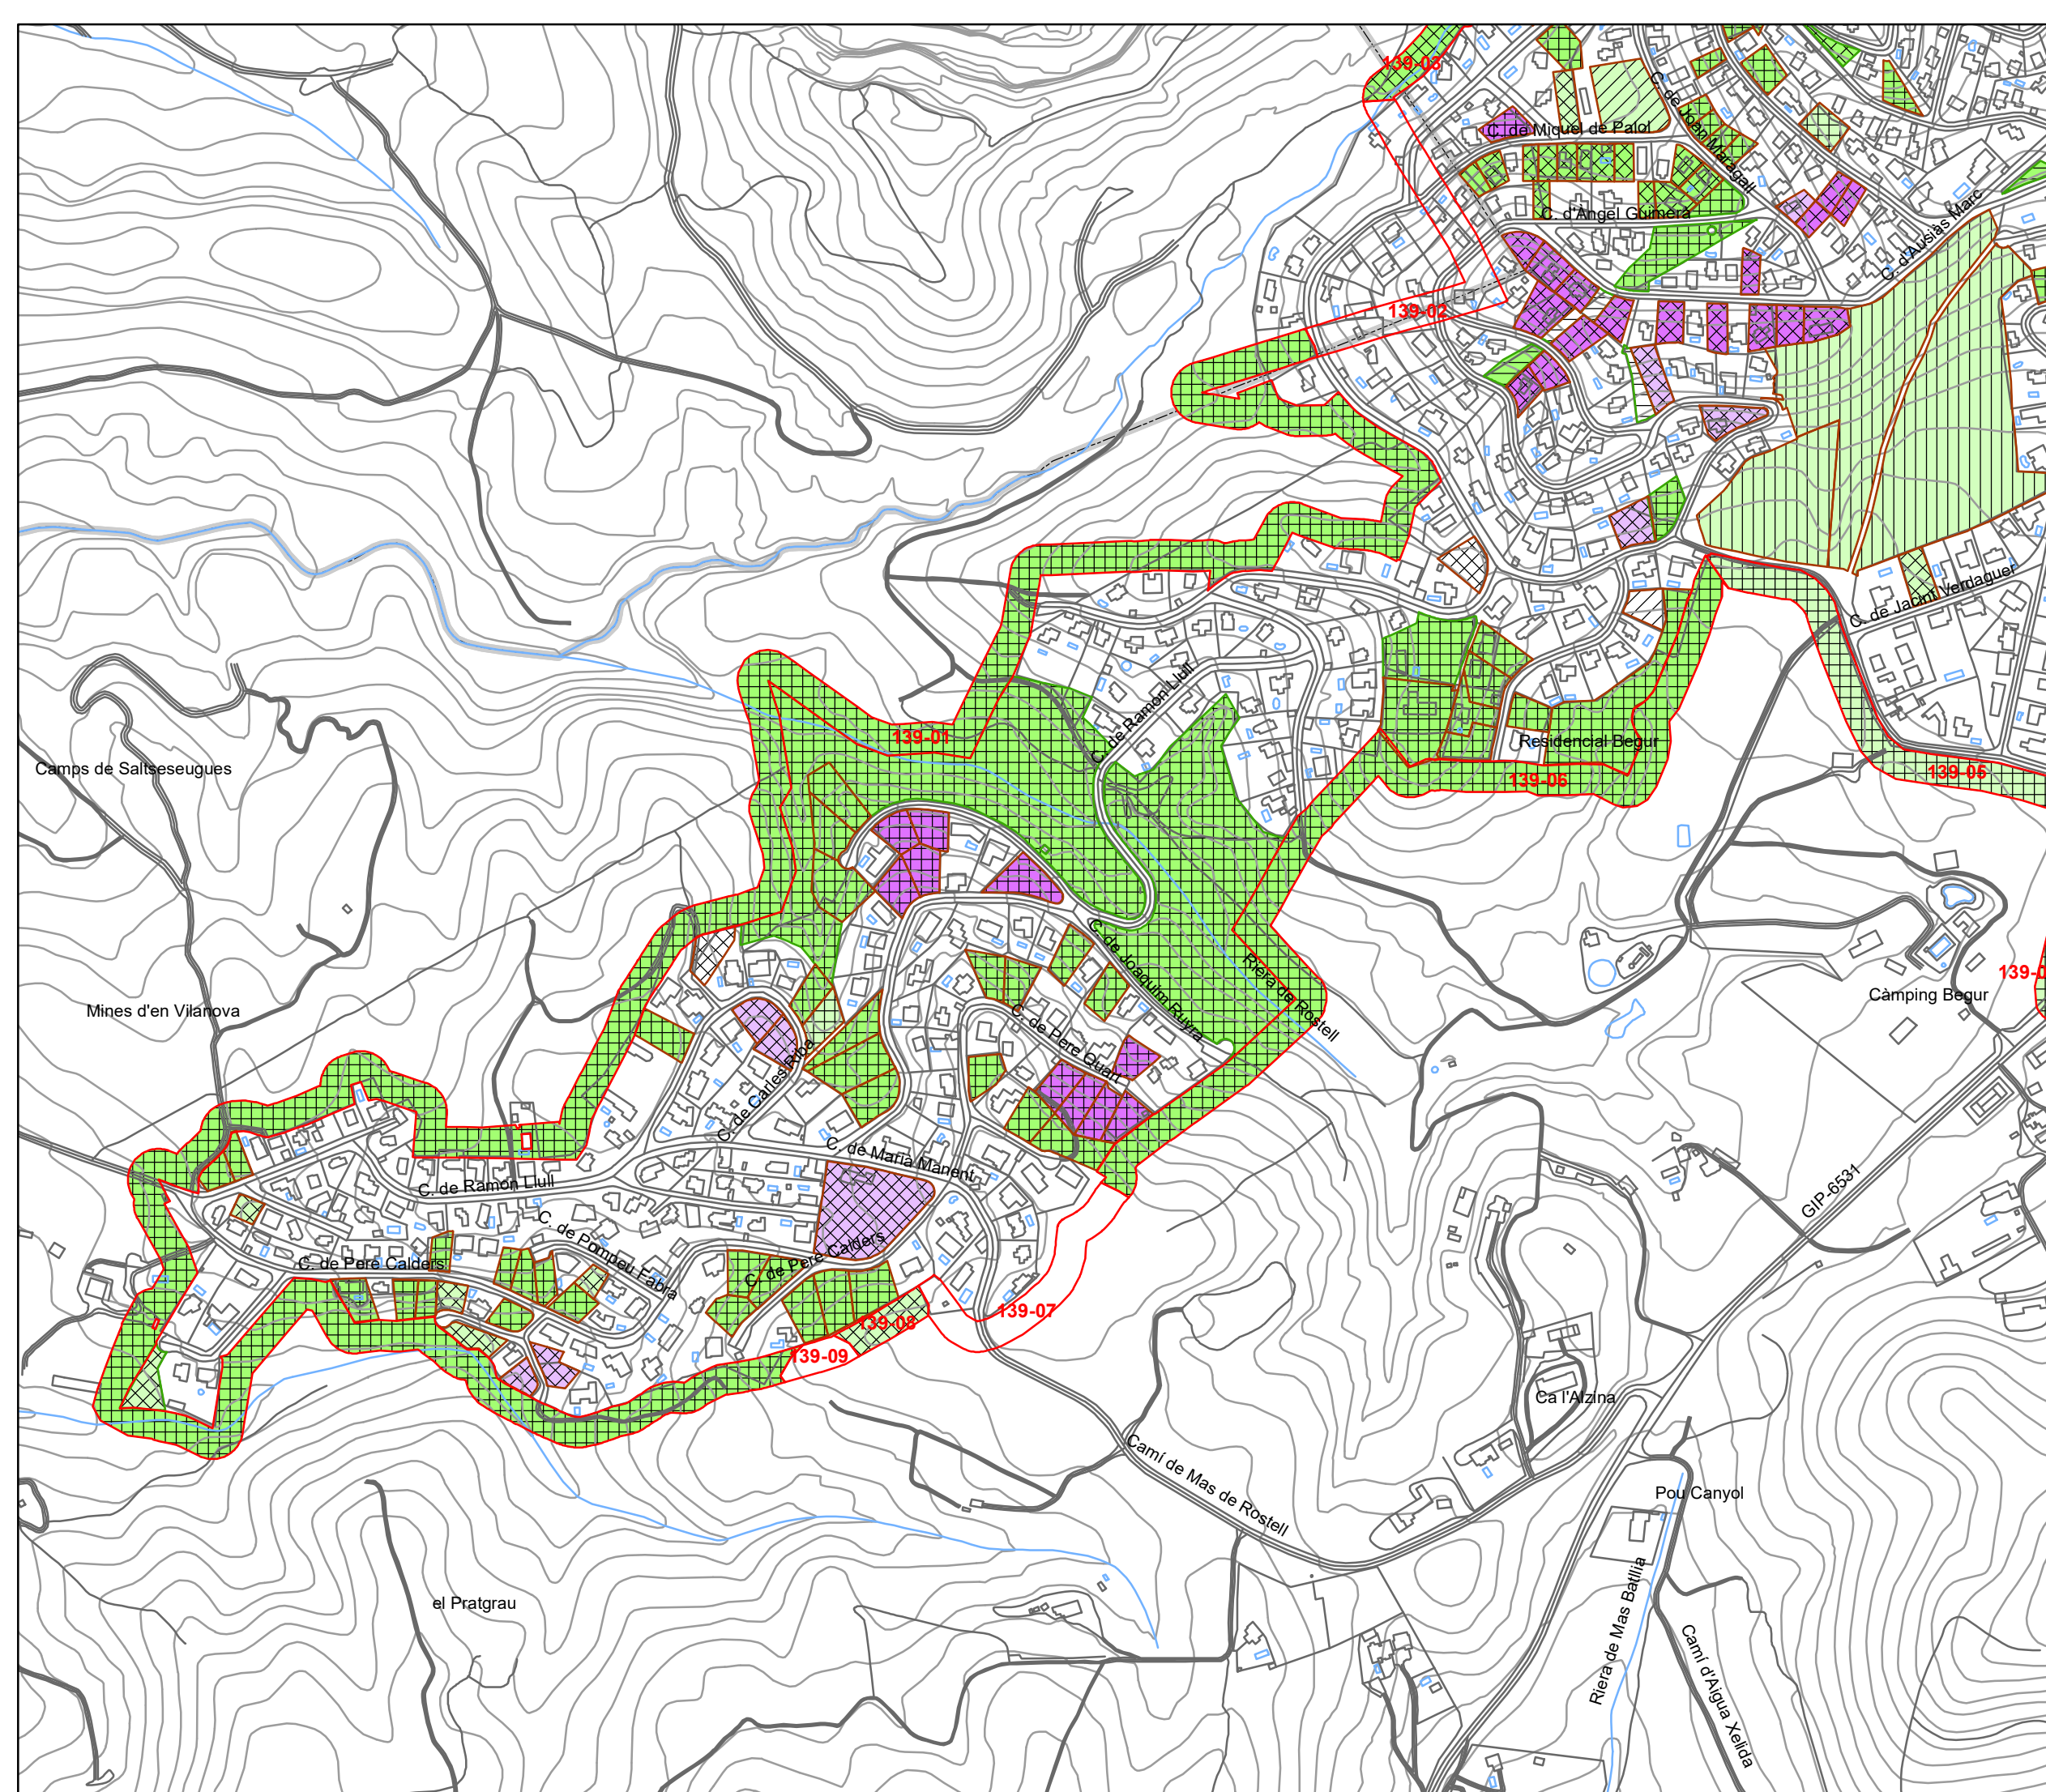 139-03
C. de Miquel de Palol
C. de Joan Maragall
C. d'Àngel Guimerà
C. d'Ausiàs Marc
139-02
C. de Jacint Verdaguer
C. de Ramon Llull
139-01
Residencial Begur
139-06
139-05
Camps de Saltseseugues
Riera de Rostell
C. de Joaquim Ruyra
139-0
Càmping Begur
Mines d'en Vilanova
C. de Pere Quart
C. de Carles Riba
C. de Marià Manent
C. de Ramon Llull
GIP-6531
C. de Pompeu Fabra
C. de Pere Calders
C. de Pere Calders
139-07
139-08
139-09
Ca l'Alzina
Camí de Mas de Rostell
Pou Canyol
el Pratgrau
Riera de Mas Batllia
Camí d'Aigua Xelida